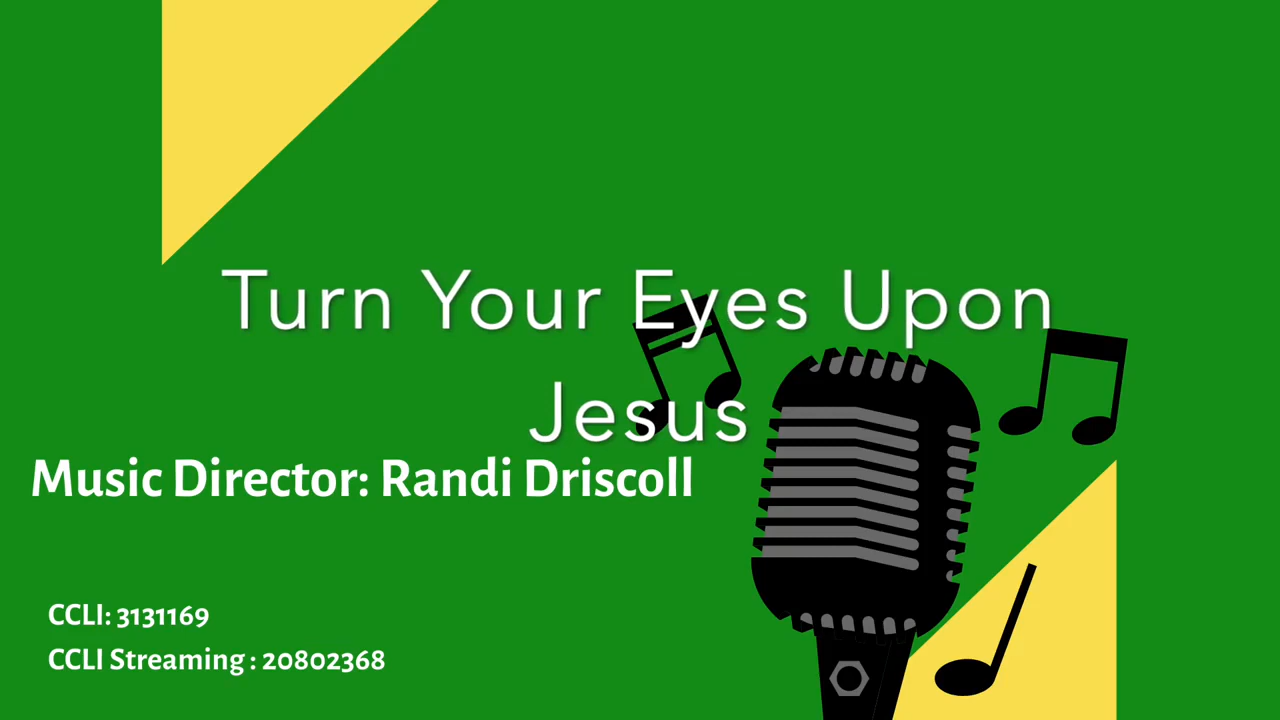 Turn Your Eyes Upon
Jesus
Music Director: Randi Driscoll
CCLI: 3131169
CCLI Streaming : 20802368